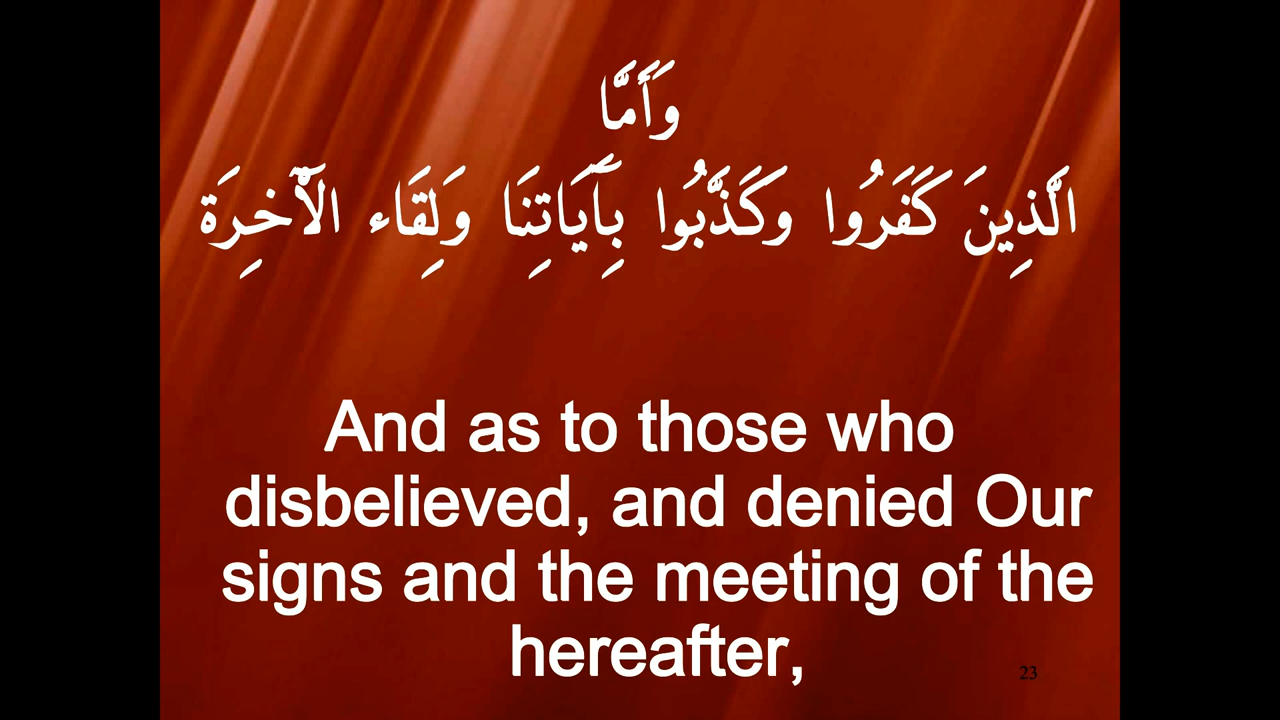 وَأَمَّا
الَّذِينَ كَفَرُوا وَكَذَّبُوا بِآيَاتِنَا وَلِقَاء الْآخِرَةِ
And as to those who
disbelieved, and denied Our
signs and the meeting of the
hereafter,
23